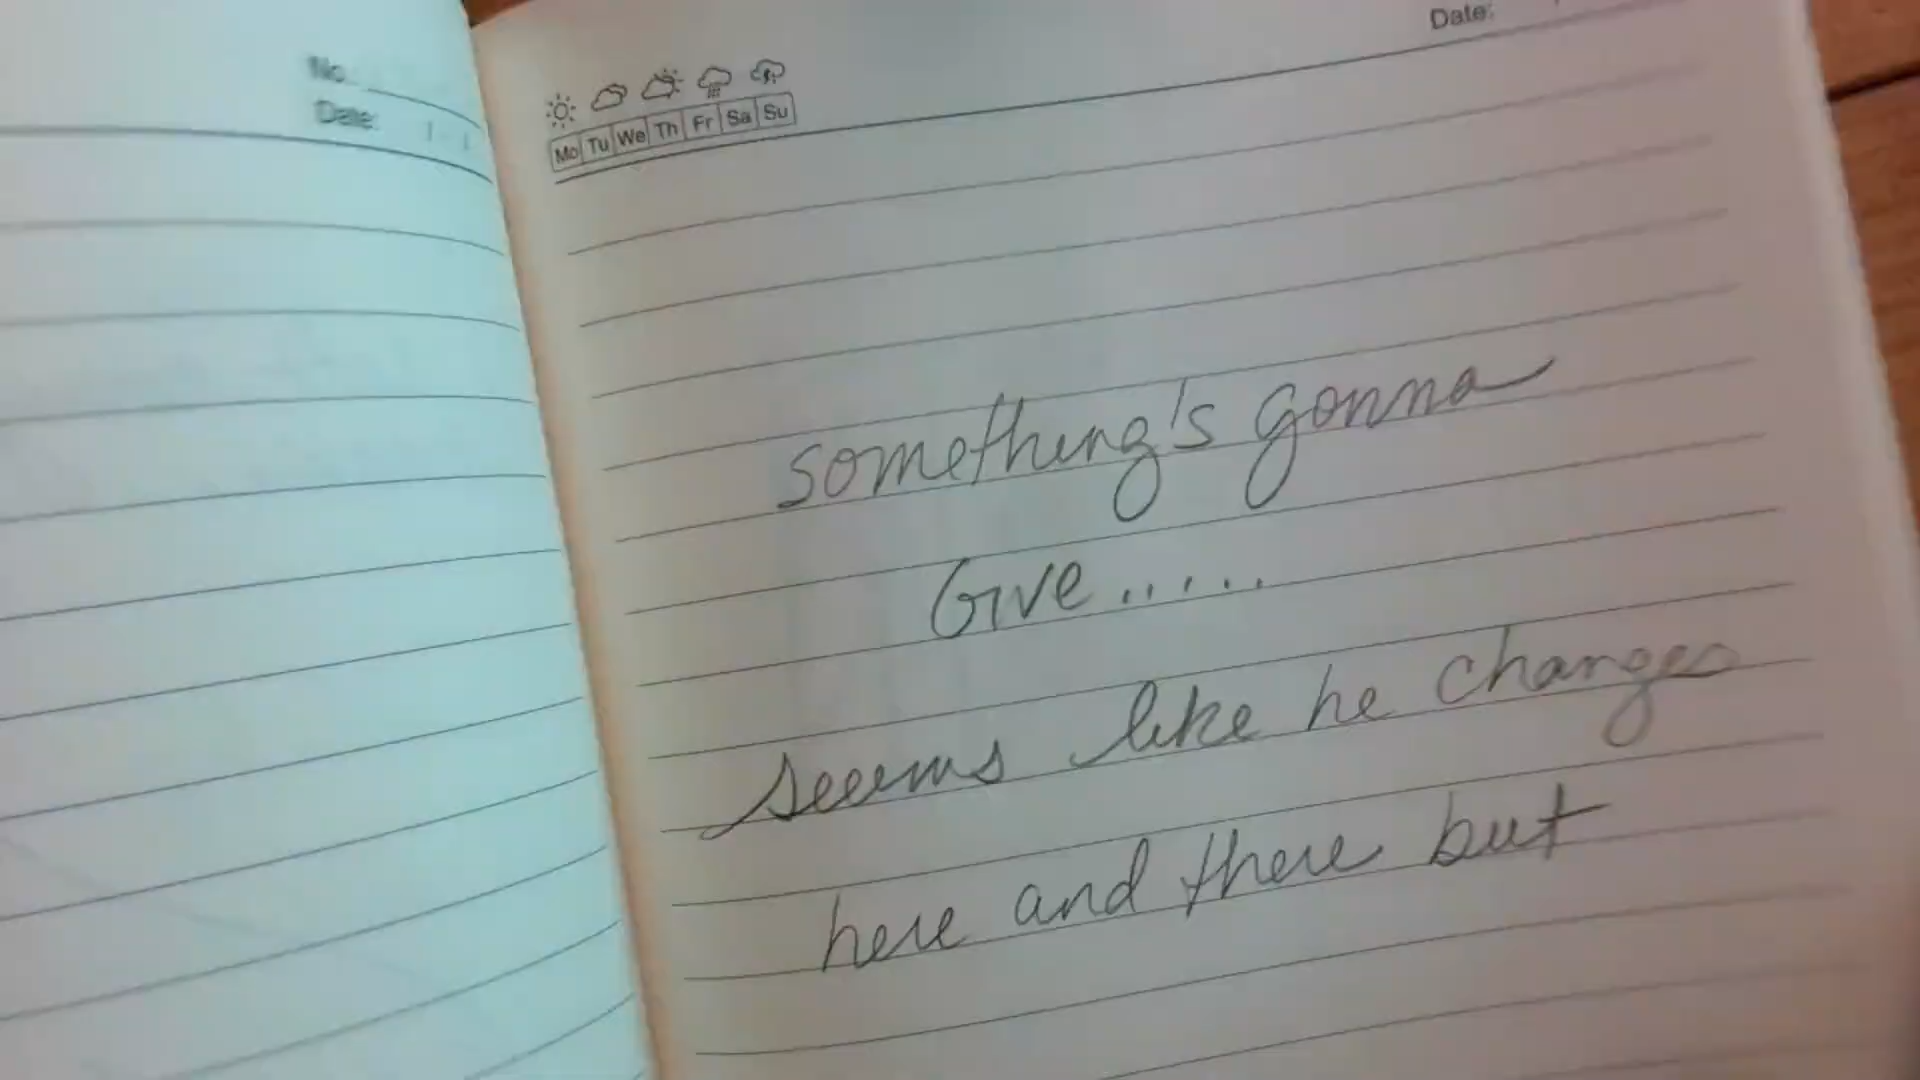 No.
Date:
Date:
Mo Tu We Th Fr Sa Su
something's gonna
Give.....
seems like he changes
here and there but